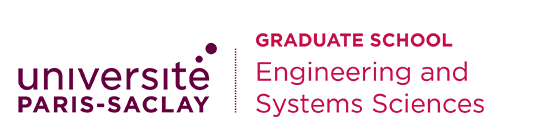 université
PARIS-SACLAY
GRADUATE SCHOOL
Engineering and
Systems Sciences